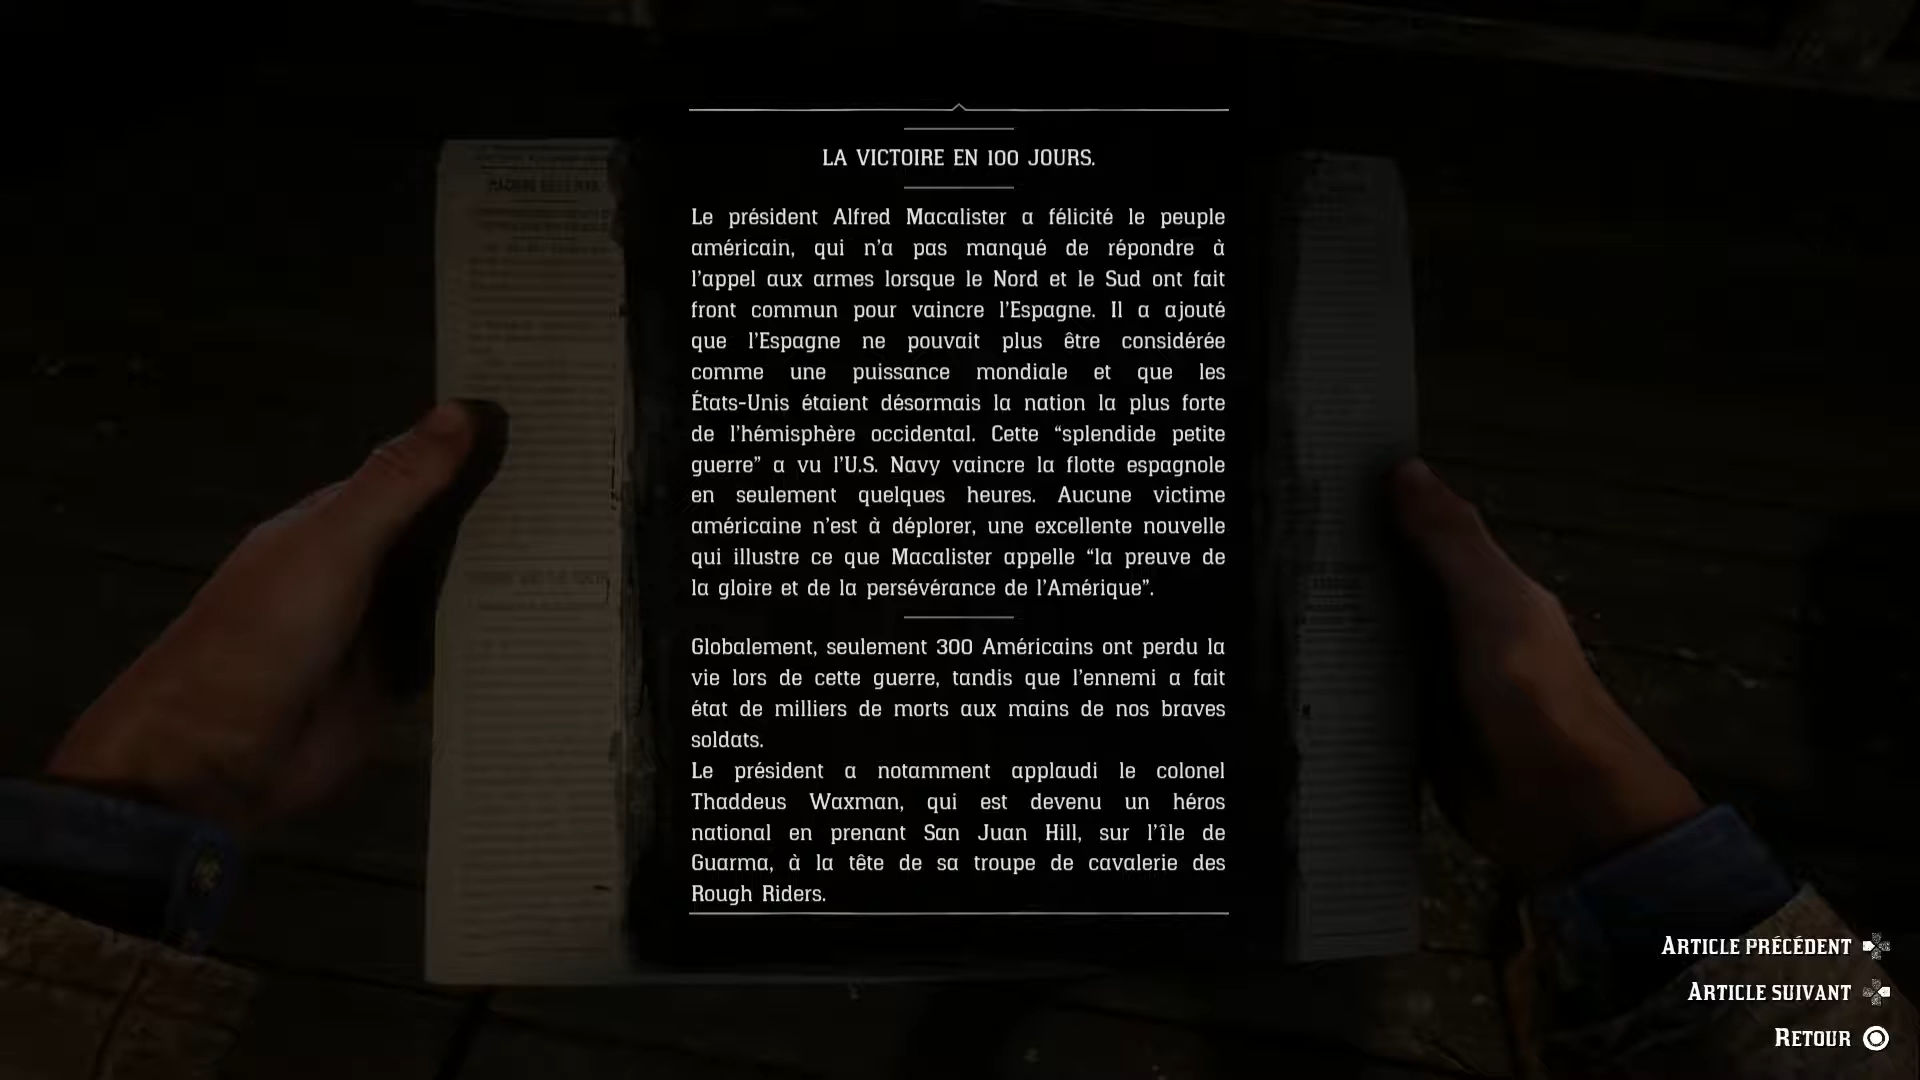 LA VICTOIRE EN 100 JOURS.
Le président Alfred Macalister a félicité le peuple
américain, qui n'a pas manqué de répondre à
l'appel aux armes lorsque le Nord et le Sud ont fait
front commun pour vaincre l'Espagne. Il a ajouté
que l'Espagne ne pouvait plus être considérée
comme une puissance mondiale et que les
États-Unis étaient désormais la nation la plus forte
de l'hémisphère occidental. Cette “splendide petite
guerre” a vu l'U.S. Navy vaincre la flotte espagnole
en seulement quelques heures. Aucune victime
américaine n'est à déplorer, une excellente nouvelle
qui illustre ce que Macalister appelle “la preuve de
la gloire et de la persévérance de l'Amérique”.
Globalement, seulement 300 Américains ont perdu la
vie lors de cette guerre, tandis que l'ennemi a fait
état de milliers de morts aux mains de nos braves
soldats.
Le président a notamment applaudi le colonel
Thaddeus Waxman, qui est devenu un héros
national en prenant San Juan Hill, sur l'île de
Guarma, à la tête de sa troupe de cavalerie des
Rough Riders.
ARTICLE PRÉCÉDENT
ARTICLE SUIVANT
RETOUR